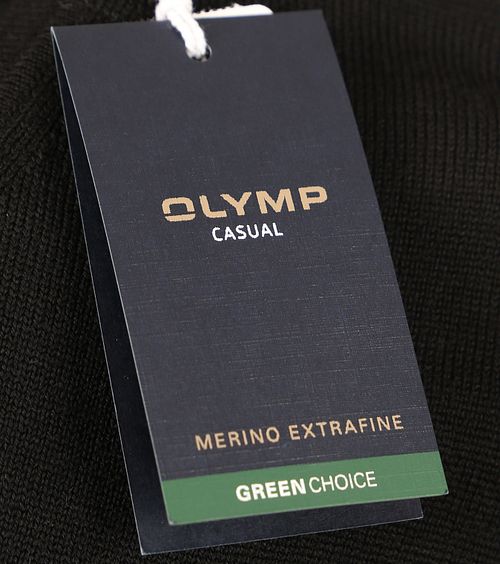 OLYMP
CASUAL
MERINO EXTRAFINE
GREEN CHOICE